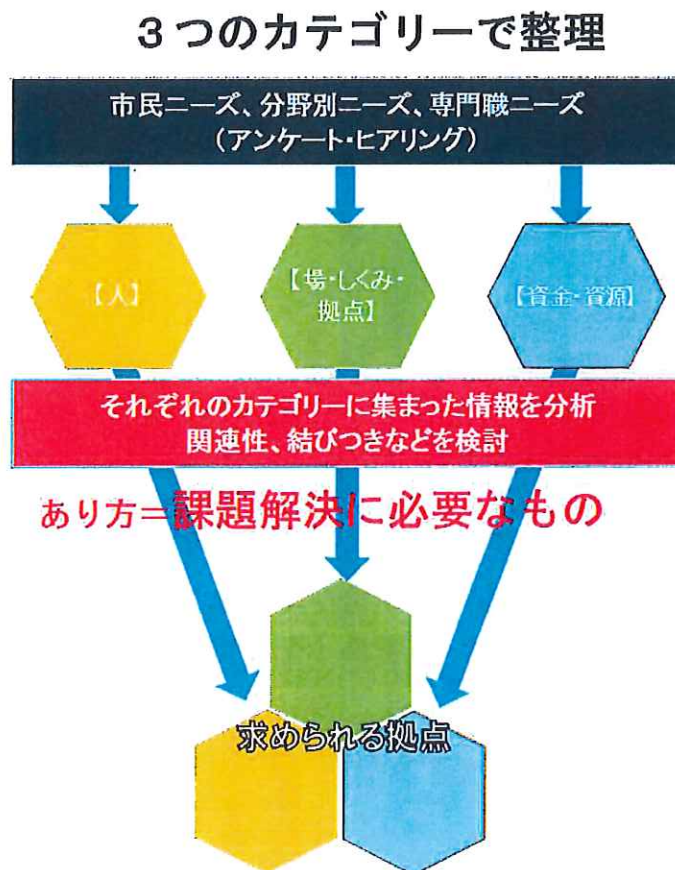 ３つのカテゴリーで整理
市民ニーズ、分野別ニーズ、専門職ニーズ
（アンケート・ヒアリング）
【人】
【場・しくみ・
拠点】
【資金・資源】
それぞれのカテゴリーに集まった情報を分析
関連性、結びつきなどを検討
あり方＝課題解決に必要なもの
求められる拠点